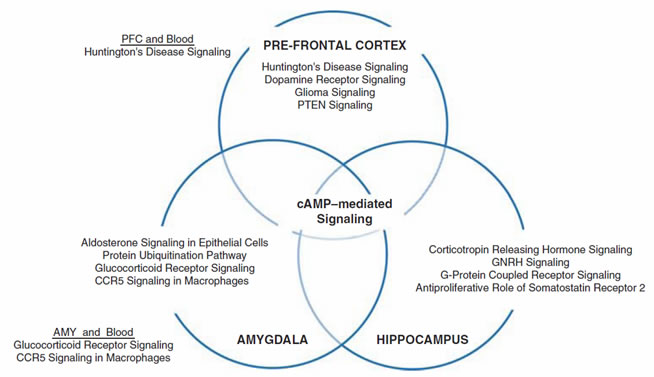 PFC and Blood
Huntington's Disease Signaling
PRE-FRONTAL CORTEX
Huntington's Disease Signaling
Dopamine Receptor Signaling
Glioma Signaling
PTEN Signaling
cAMP–mediated
Signaling
Aldosterone Signaling in Epithelial Cells
Protein Ubiquitination Pathway
Glucocorticoid Receptor Signaling
CCR5 Signaling in Macrophages
Corticotropin Releasing Hormone Signaling
GNRH Signaling
G-Protein Coupled Receptor Signaling
Antiproliferative Role of Somatostatin Receptor 2
AMY and Blood
Glucocorticoid Receptor Signaling
CCR5 Signaling in Macrophages
AMYGDALA
HIPPOCAMPUS